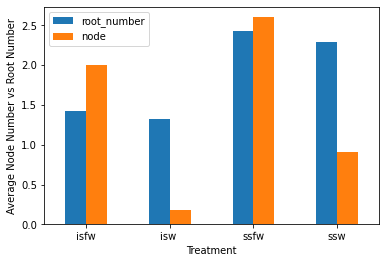 root_number
node
Average Node Number vs Root Number
2.5
2.0
1.5
1.0
0.5
0.0
isfw isw ssfw ssw
Treatment